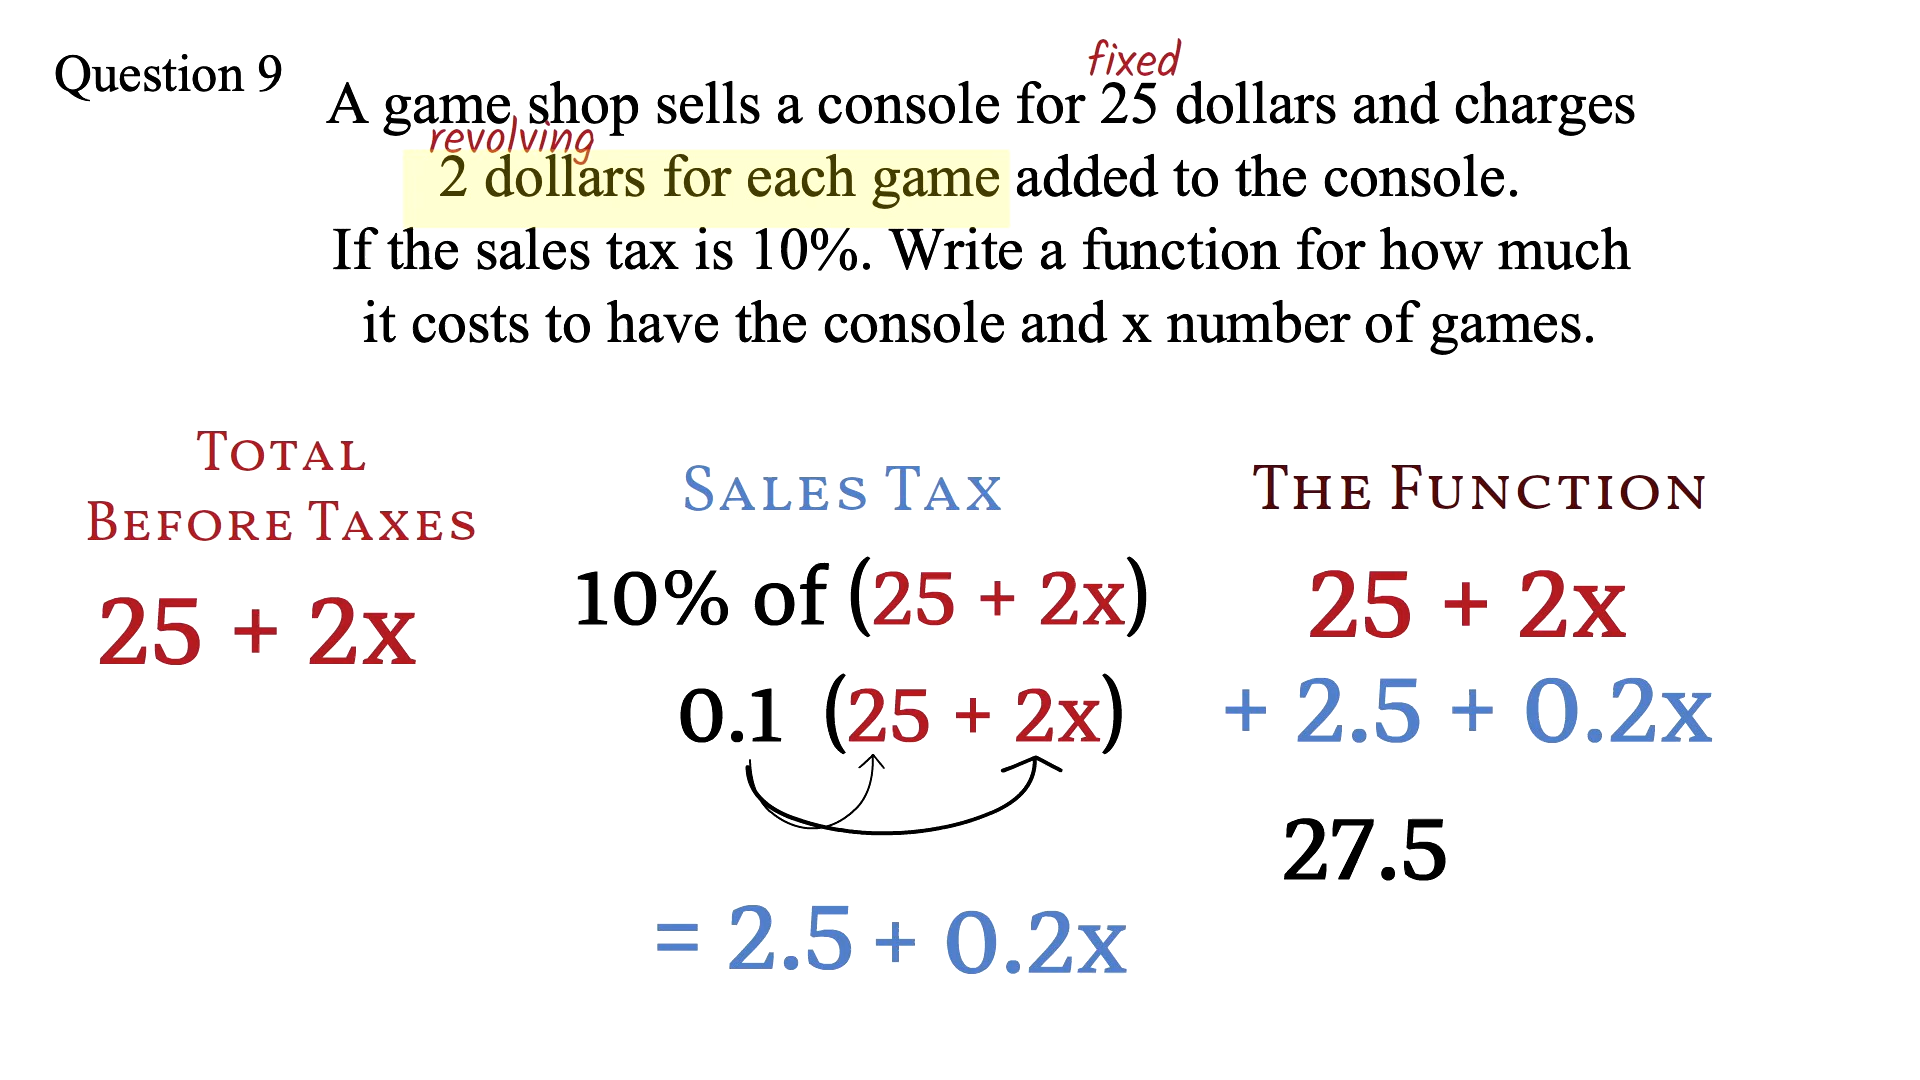 Question 9
fixed
A game shop sells a console for 25 dollars and charges
revolving
2 dollars for each game added to the console.
If the sales tax is 10%. Write a function for how much
it costs to have the console and x number of games.
Total
Before Taxes
25 + 2x
Sales Tax
10% of (25 + 2x)
0.1 (25 + 2x)
= 2.5 + 0.2x
The Function
25 + 2x
+ 2.5 + 0.2x
27.5